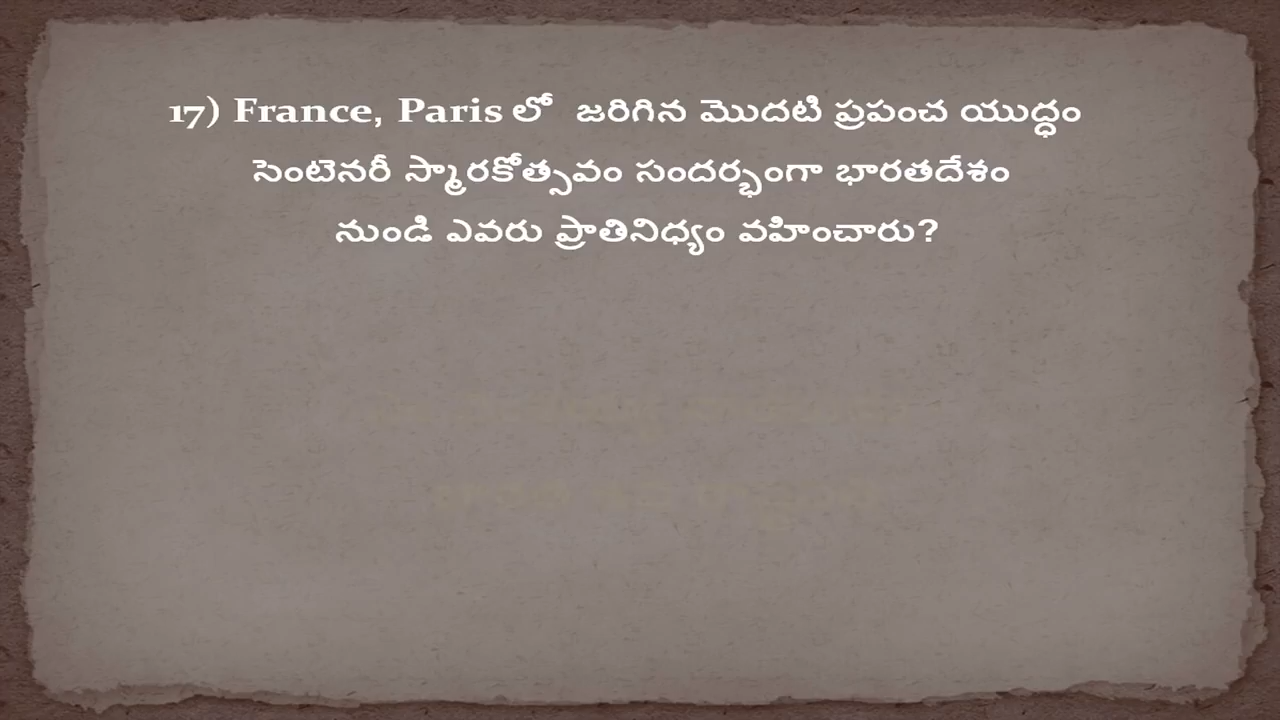 17) France, Paris లో జరిగిన మొదటి ప్రపంచ యుద్ధం
సెంటెనరీ స్మారకోత్సవం సందర్భంగా భారతదేశం
నుండి ఎవరు ప్రాతినిధ్యం వహించారు?